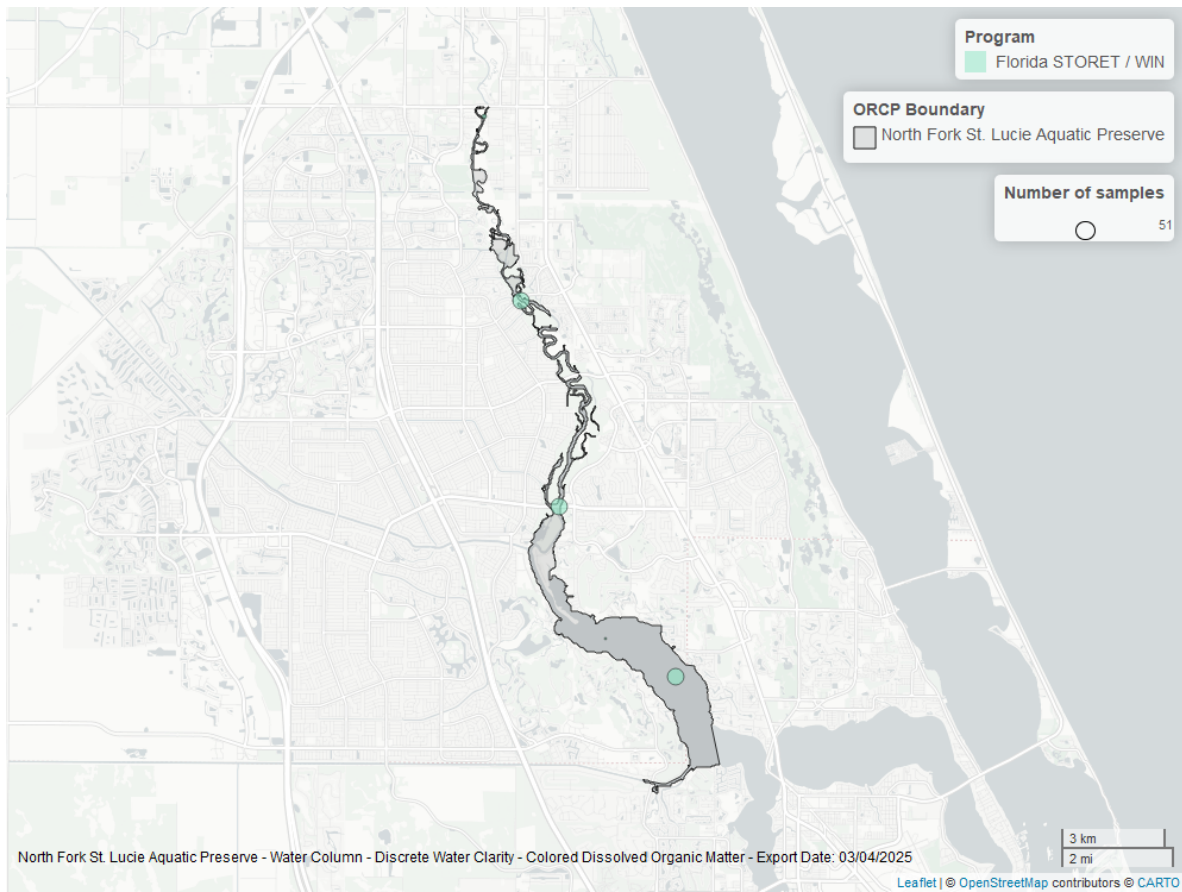 Program
Florida STORET / WIN
ORCP Boundary
North Fork St. Lucie Aquatic Preserve
Number of samples
51
3 km
2 mi
North Fork St. Lucie Aquatic Preserve - Water Column - Discrete Water Clarity - Colored Dissolved Organic Matter - Export Date: 03/04/2025
Leaflet | © OpenStreetMap contributors © CARTO